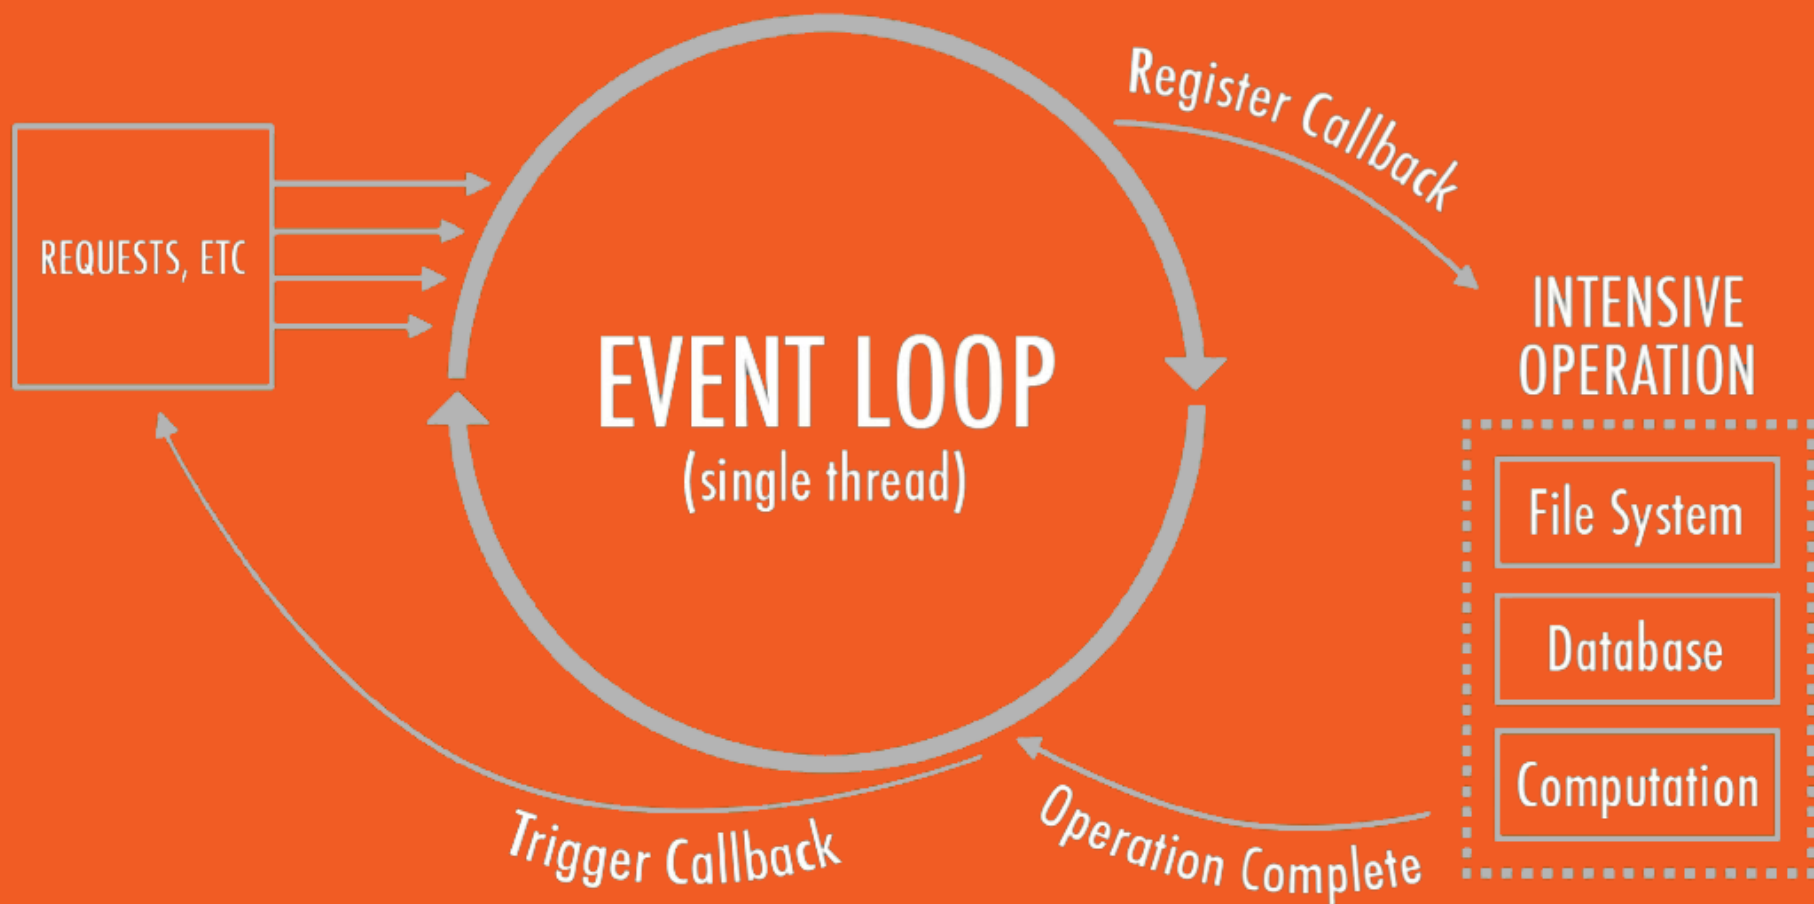 Register Callback
REQUESTS, ETC
INTENSIVE
OPERATION
EVENT LOOP
(single thread)
File System
Database
Computation
Operation Complete
Trigger Callback